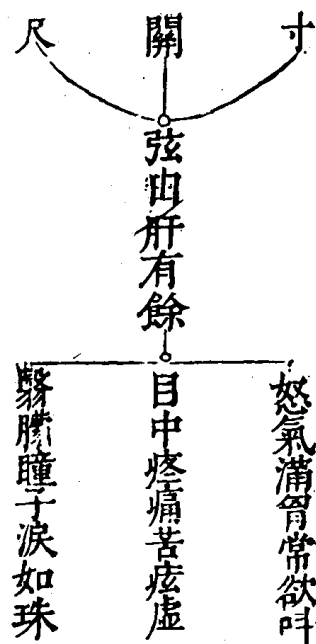 寸
關
尺
弦由肝有餘
怒氣滿胷常欲叫
目中疼痛苦痃虛
翳朦瞳子淚如珠